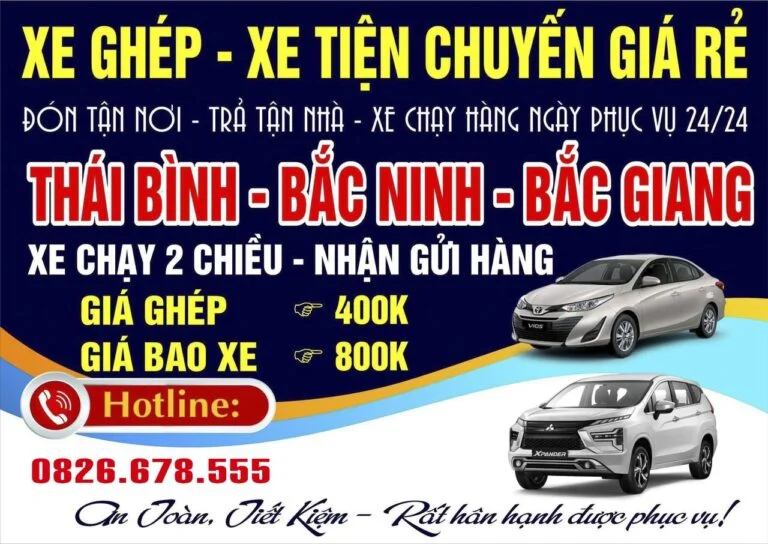 XE GHÉP - XE TIỆN CHUYẾN GIÁ RẺ
ĐÓN TẬN NƠI - TRẢ TẬN NHÀ - XE CHẠY HÀNG NGÀY PHỤC VỤ 24/24
THÁI BÌNH - BẮC NINH - BẮC GIANG
XE CHẠY 2 CHIỀU - NHẬN GỬI HÀNG
GIÁ GHÉP 👉 400K
GIÁ BAO XE 👉 800K
VIOS
Hotline:
XPANDER
0826.678.555
An Toàn, Tiết Kiệm - Rất hân hạnh được phục vụ!